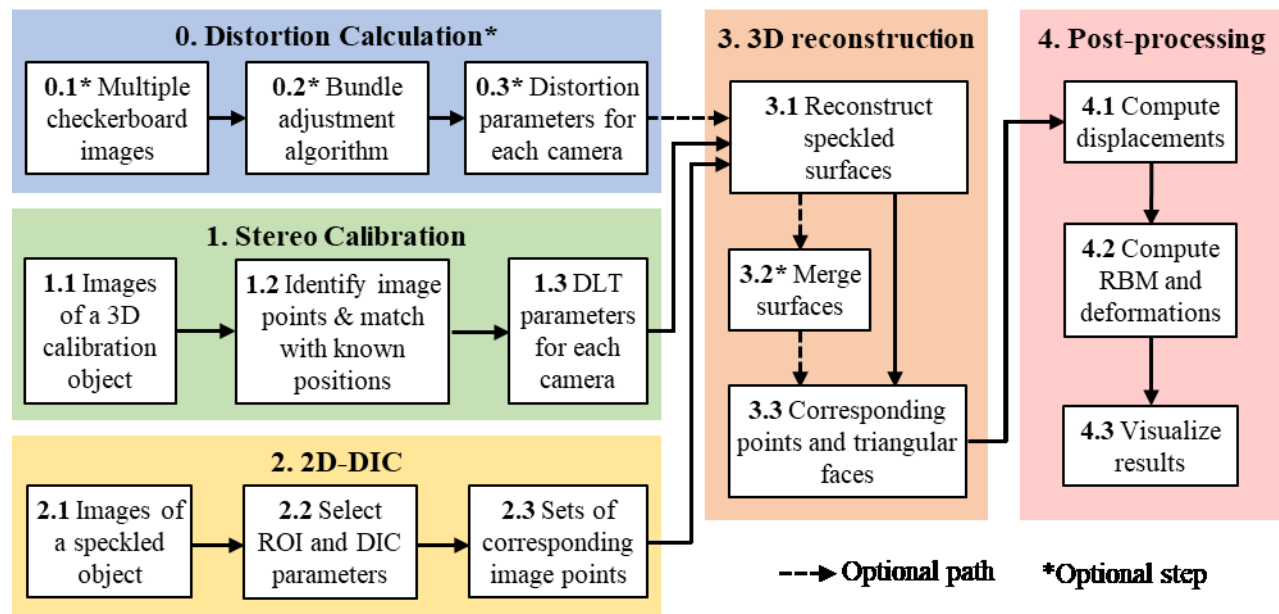 0. Distortion Calculation*
0.1* Multiple
checkerboard
images
0.2* Bundle
adjustment
algorithm
0.3* Distortion
parameters for
each camera
1. Stereo Calibration
1.1 Images
of a 3D
calibration
object
1.2 Identify image
points & match
with known
positions
1.3 DLT
parameters
for each
camera
2. 2D-DIC
2.1 Images of
a speckled
object
2.2 Select
ROI and DIC
parameters
2.3 Sets of
corresponding
image points
3. 3D reconstruction
3.1 Reconstruct
speckled
surfaces
3.2* Merge
surfaces
3.3 Corresponding
points and triangular
faces
4. Post-processing
4.1 Compute
displacements
4.2 Compute
RBM and
deformations
4.3 Visualize
results
Optional path
*Optional step